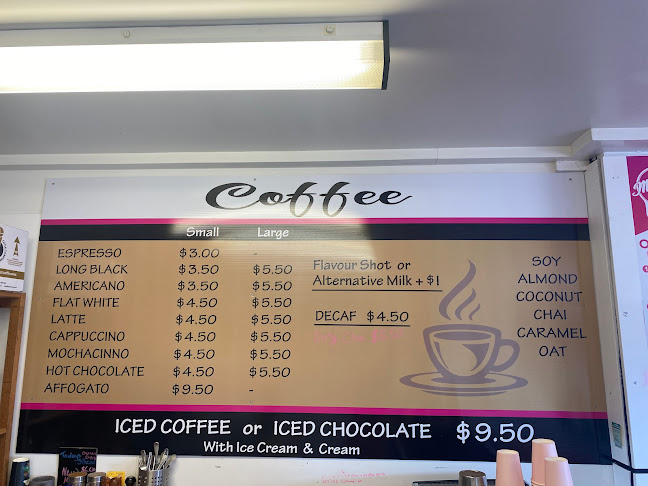 Coffee
Small Large
ESPRESSO $3.00 -
LONG BLACK $3.50 $5.50
AMERICANO $3.50 $5.50
FLAT WHITE $4.50 $5.50
LATTE $4.50 $5.50
CAPPUCCINO $4.50 $5.50
MOCHACINNO $4.50 $5.50
HOT CHOCOLATE $4.50 $5.50
AFFOGATO $9.50 -
Flavour Shot or
Alternative Milk + $1
DECAF $4.50
SOY
ALMOND
COCONUT
CHAI
CARAMEL
OAT
ICED COFFEE or ICED CHOCOLATE $9.50
With Ice Cream & Cream